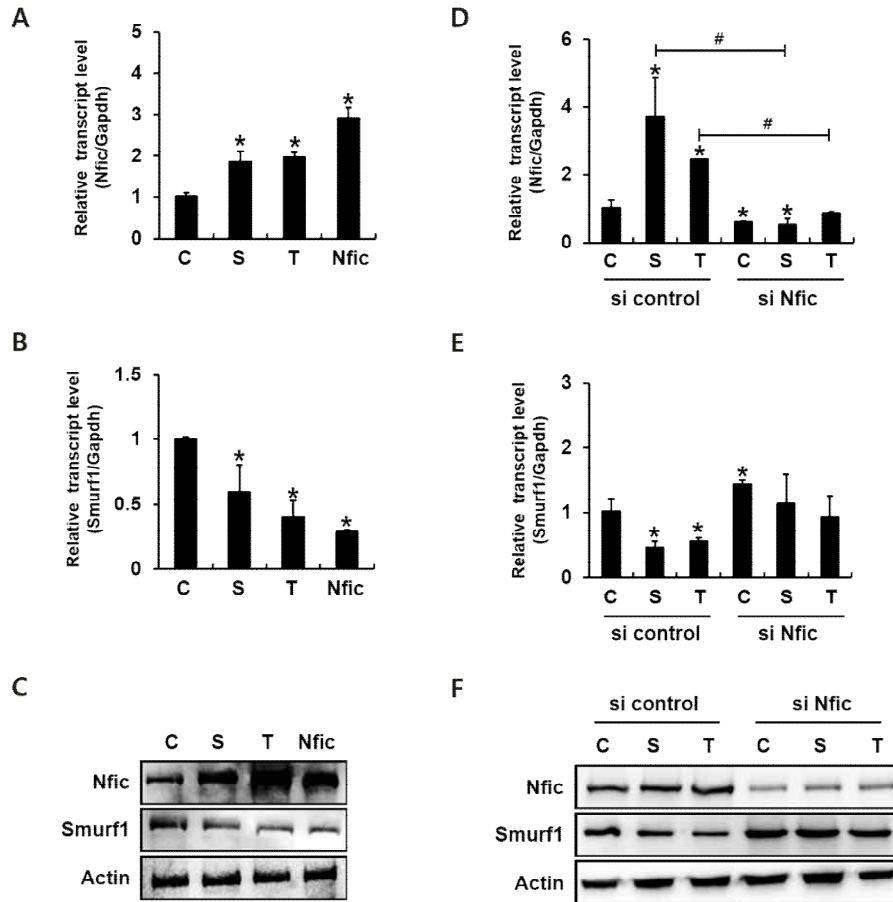 A
Relative transcript level
(Nfic/Gapdh)
5
4
3
2
1
0
*
*
*
C S T Nfic
B
Relative transcript level
(Smurf1/Gapdh)
1.5
1
0.5
0
*
*
*
C S T Nfic
C
C S T Nfic
Nfic
Smurf1
Actin
D
Relative transcript level
(Nfic/Gapdh)
6
4
2
0
#
#
*
*
*
*
C S T C S T
si control si Nfic
E
Relative transcript level
(Smurf1/Gapdh)
3
2
1
0
*
*
*
C S T C S T
si control si Nfic
F
si control si Nfic
C S T C S T
Nfic
Smurf1
Actin